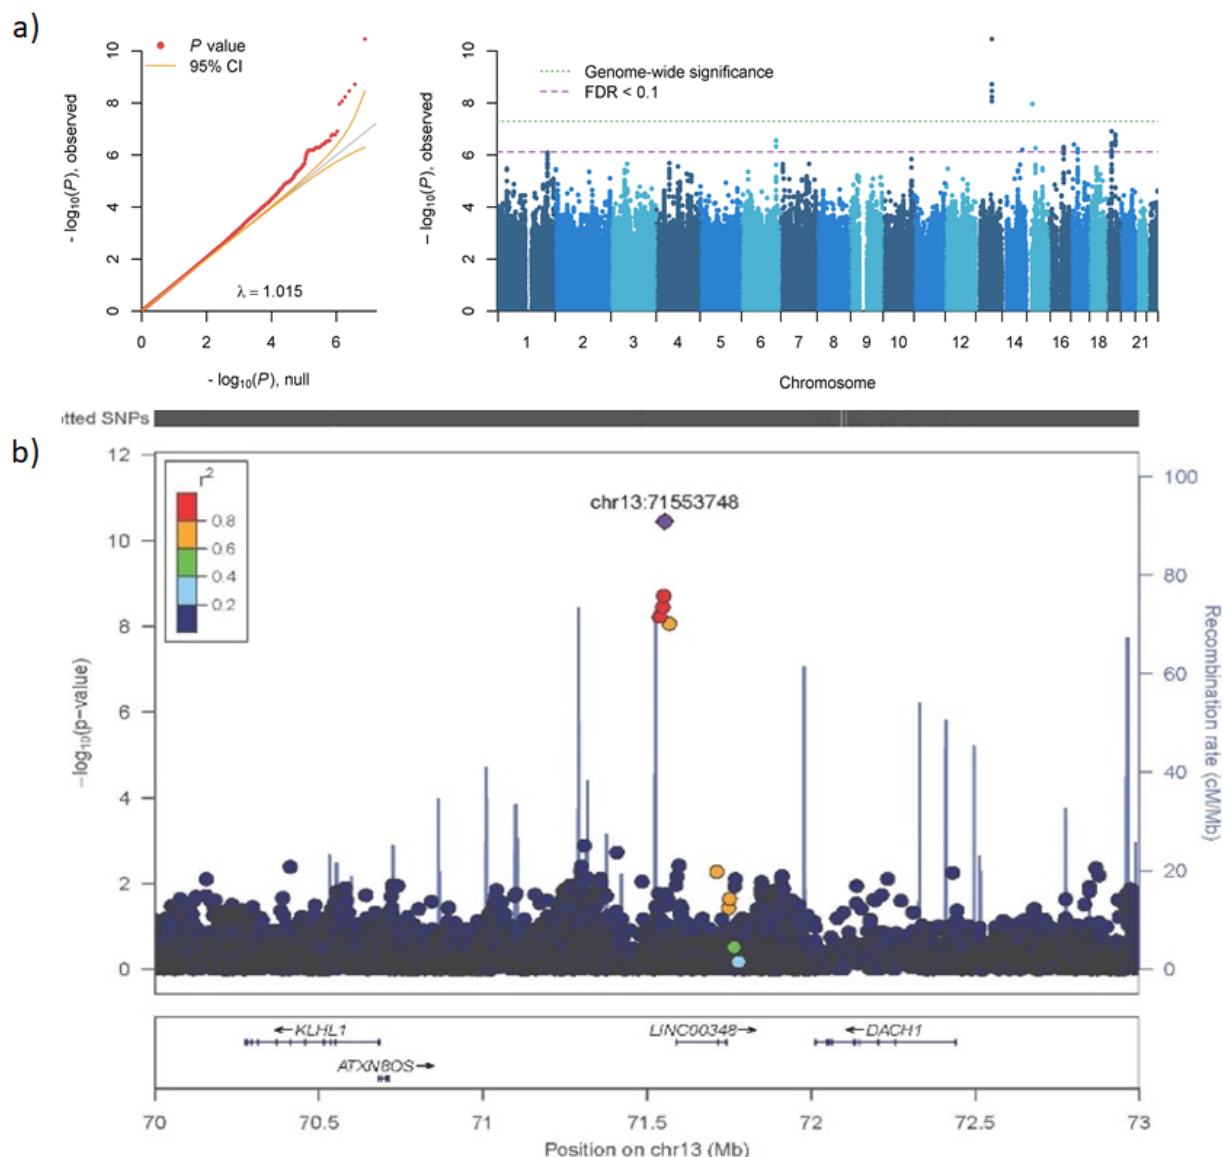 a)
P value
95% CI
- log10(P), observed
10
8
6
4
2
0
λ = 1.015
0 2 4 6
- log10(P), null
Genome-wide significance
FDR < 0.1
– log10(P), observed
10
8
6
4
2
0
1 2 3 4 5 6 7 8 9 10 12 14 16 18 21
Chromosome
otted SNPs
b)
r2
0.8
0.6
0.4
0.2
chr13:71553748
−log10(p−value)
12
10
8
6
4
2
0
100
80
60
40
20
0
Recombination rate (cM/Mb)
←KLHL1
LINC00348→
←DACH1
ATXN8OS→
70 70.5 71 71.5 72 72.5 73
Position on chr13 (Mb)